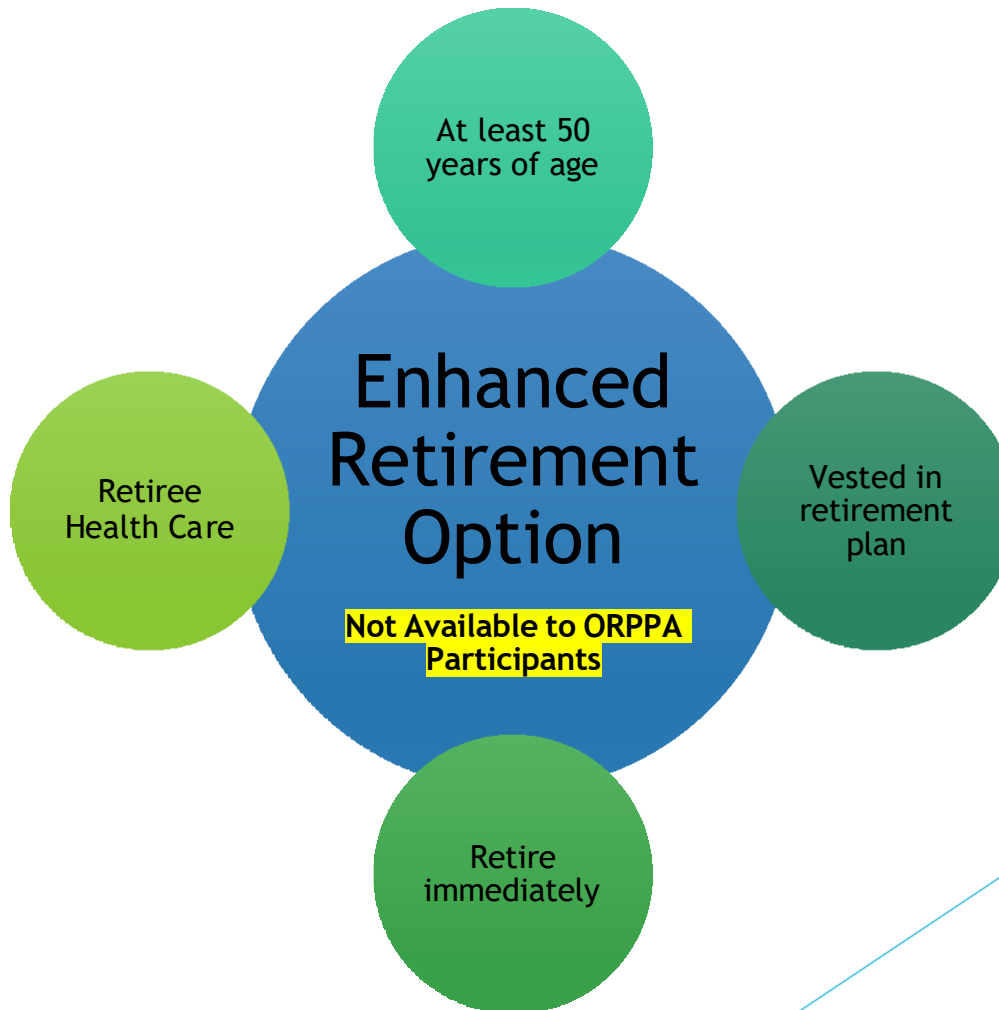 At least 50
years of age
Enhanced
Retirement
Option
Not Available to ORPPA
Participants
Retiree
Health Care
Vested in
retirement
plan
Retire
immediately